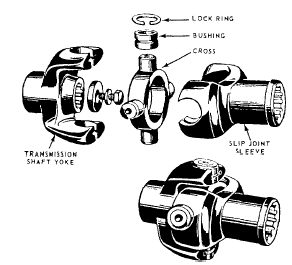 LOCK RING
BUSHING
CROSS
TRANSMISSION
SHAFT YOKE
SLIP JOINT
SLEEVE